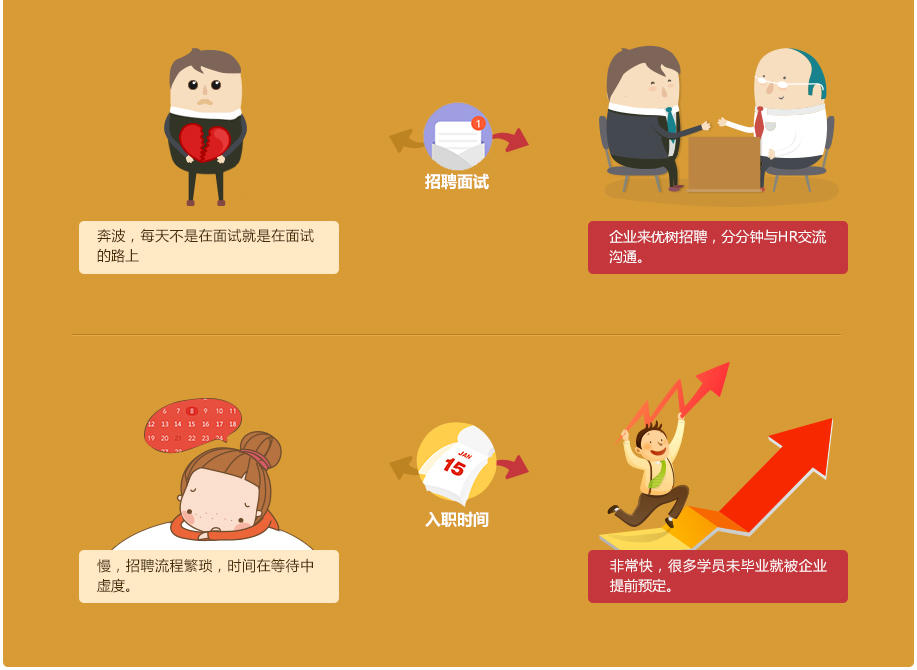 1
招聘面试
奔波，每天不是在面试就是在面试
的路上
企业来优树招聘，分分钟与HR交流
沟通。
6 7 8 9 10 11
12 13 14 15 16 17 18
19 20 21 22 23 24
27 28
JAN
15
入职时间
慢，招聘流程繁琐，时间在等待中
虚度。
非常快，很多学员未毕业就被企业
提前预定。